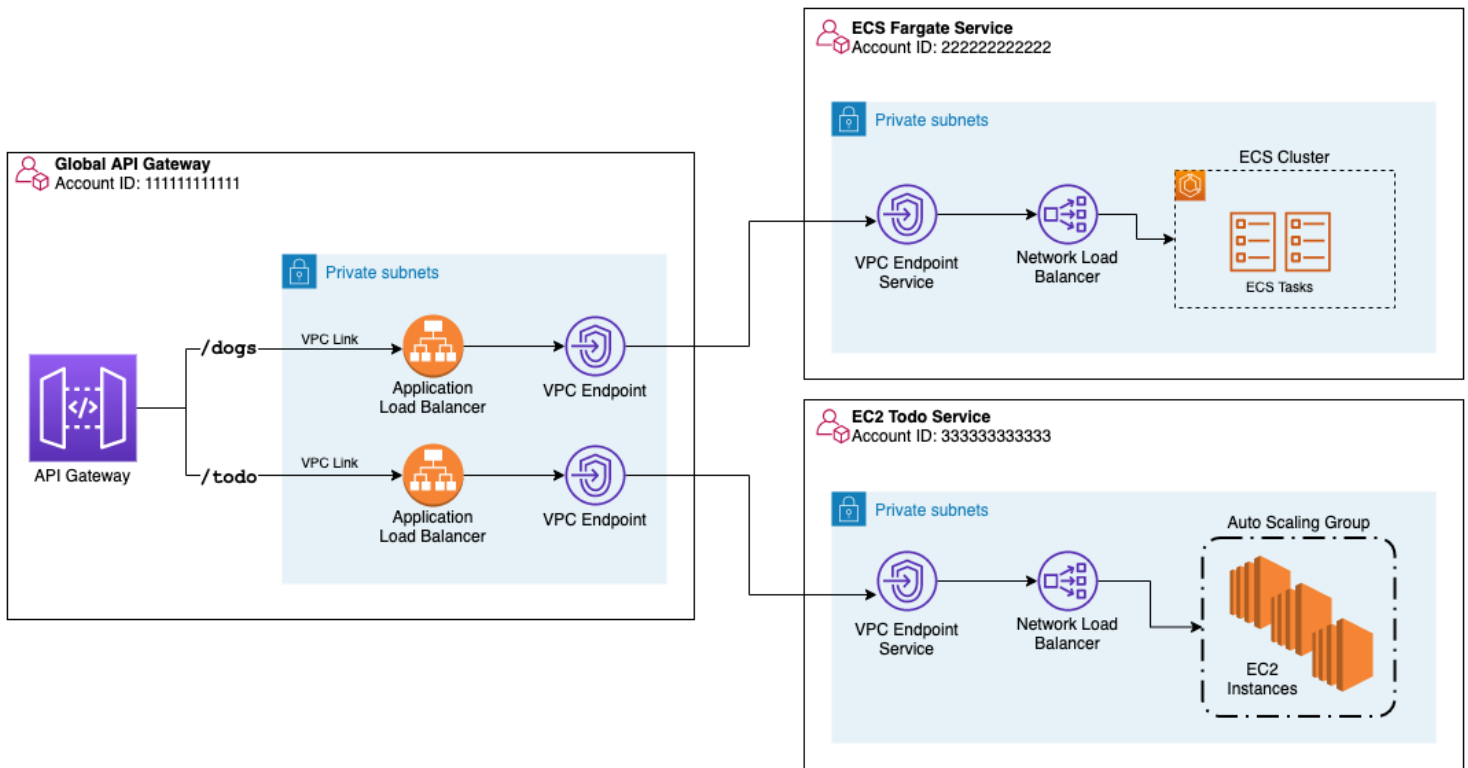 ECS Fargate Service
Account ID: 222222222222
Private subnets
ECS Cluster
VPC Endpoint
Service
Network Load
Balancer
ECS Tasks
Global API Gateway
Account ID: 111111111111
Private subnets
API Gateway
/dogs
VPC Link
Application
Load Balancer
VPC Endpoint
/todo
VPC Link
Application
Load Balancer
VPC Endpoint
EC2 Todo Service
Account ID: 333333333333
Private subnets
Auto Scaling Group
VPC Endpoint
Service
Network Load
Balancer
EC2
Instances